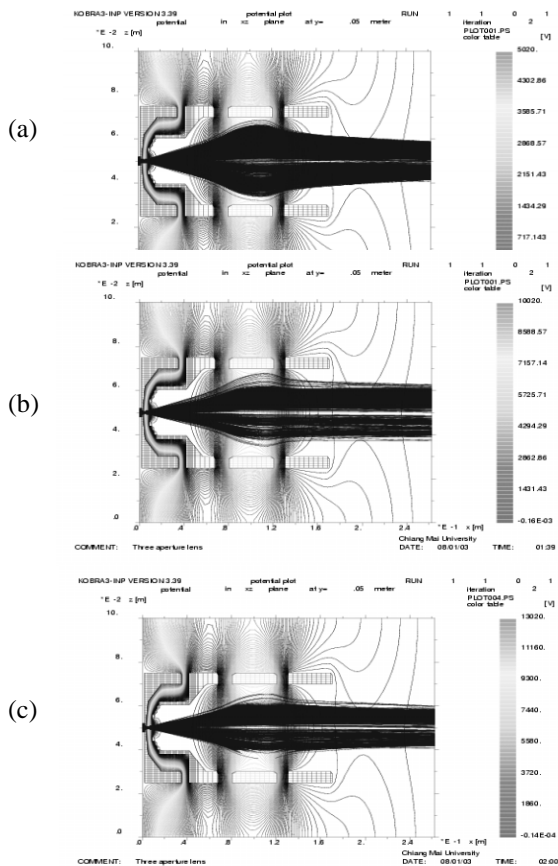 KOBRA3-INP VERSION 3.39 potential plot RUN 1 1 0 1
potential in xz plane at y= .05 meter iteration 2
PLOT001.PS
color table [V]
*E -2 z [m]
10.
8.
6.
4.
2.
5020.
4302.86
3585.71
2868.57
2151.43
1434.29
717.143
(a)
KOBRA3-INP VERSION 3.39 potential plot RUN 1 1 0 1
potential in xz plane at y= .05 meter iteration 2
PLOT001.PS
color table [V]
*E -2 z [m]
10.
8.
6.
4.
2.
.0
.0 .4 .8 1.2 1.6 2.0 2.4
*E -1 x [m]
10020.
8588.57
7157.14
5725.71
4294.29
2862.86
1431.43
-0.16E-03
(b)
Chiang Mai University
COMMENT: Three aperture lens DATE: 08/01/03 TIME: 01:39
KOBRA3-INP VERSION 3.39 potential plot RUN 1 1 0 1
potential in xz plane at y= .05 meter iteration 2
PLOT004.PS
color table [V]
*E -2 z [m]
10.
8.
6.
4.
2.
.0
.0 .4 .8 1.2 1.6 2.0 2.4
*E -1 x [m]
13020.
11160.
9300.
7440.
5580.
3720.
1860.
-0.14E-04
(c)
Chiang Mai University
COMMENT: Three aperture lens DATE: 08/01/03 TIME: 02:00